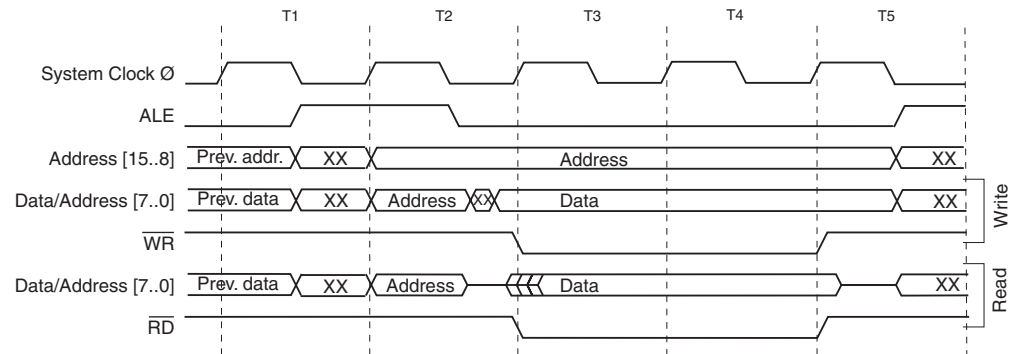 T1 T2 T3 T4 T5
System Clock Ø
ALE
Address [15..8] Prev. addr. XX Address XX
Data/Address [7..0] Prev. data XX Address XX Data XX
WR
Write
Data/Address [7..0] Prev. data XX Address Data XX
RD
Read